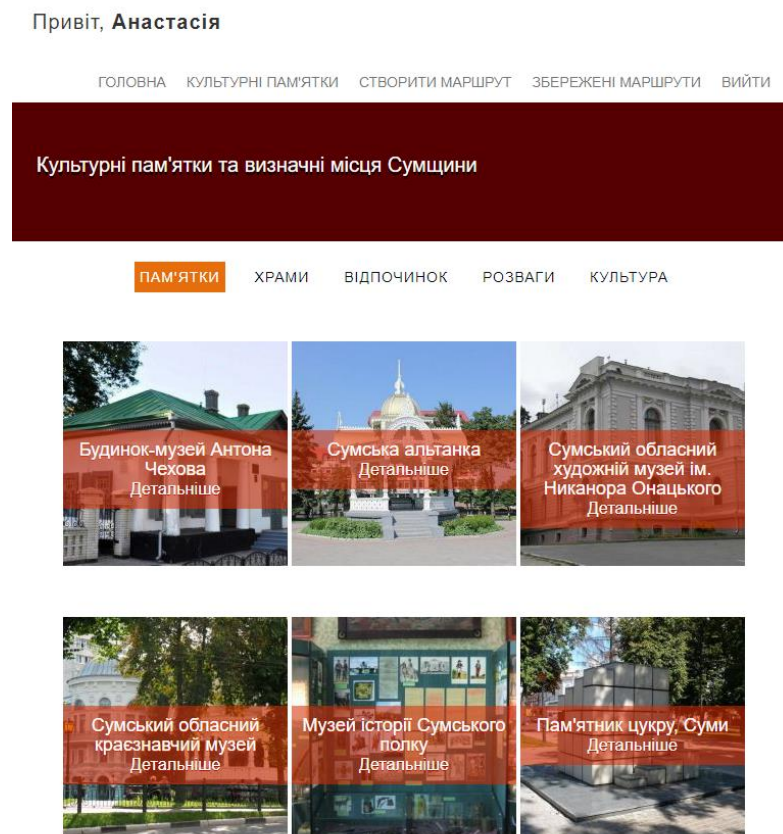 Привіт, Анастасія
ГОЛОВНА КУЛЬТУРНІ ПАМ'ЯТКИ СТВОРИТИ МАРШРУТ ЗБЕРЕЖЕНІ МАРШРУТИ ВИЙТИ
Культурні пам'ятки та визначні місця Сумщини
ПАМ'ЯТКИ ХРАМИ ВІДПОЧИНОК РОЗВАГИ КУЛЬТУРА
Будинок-музей Антона
Чехова
Детальніше
Сумська альтанка
Детальніше
Сумський обласний
художній музей ім.
Никанора Онацького
Детальніше
Сумський обласний
краєзнавчий музей
Детальніше
Музей історії Сумського
полку
Детальніше
Пам'ятник цукру, Суми
Детальніше